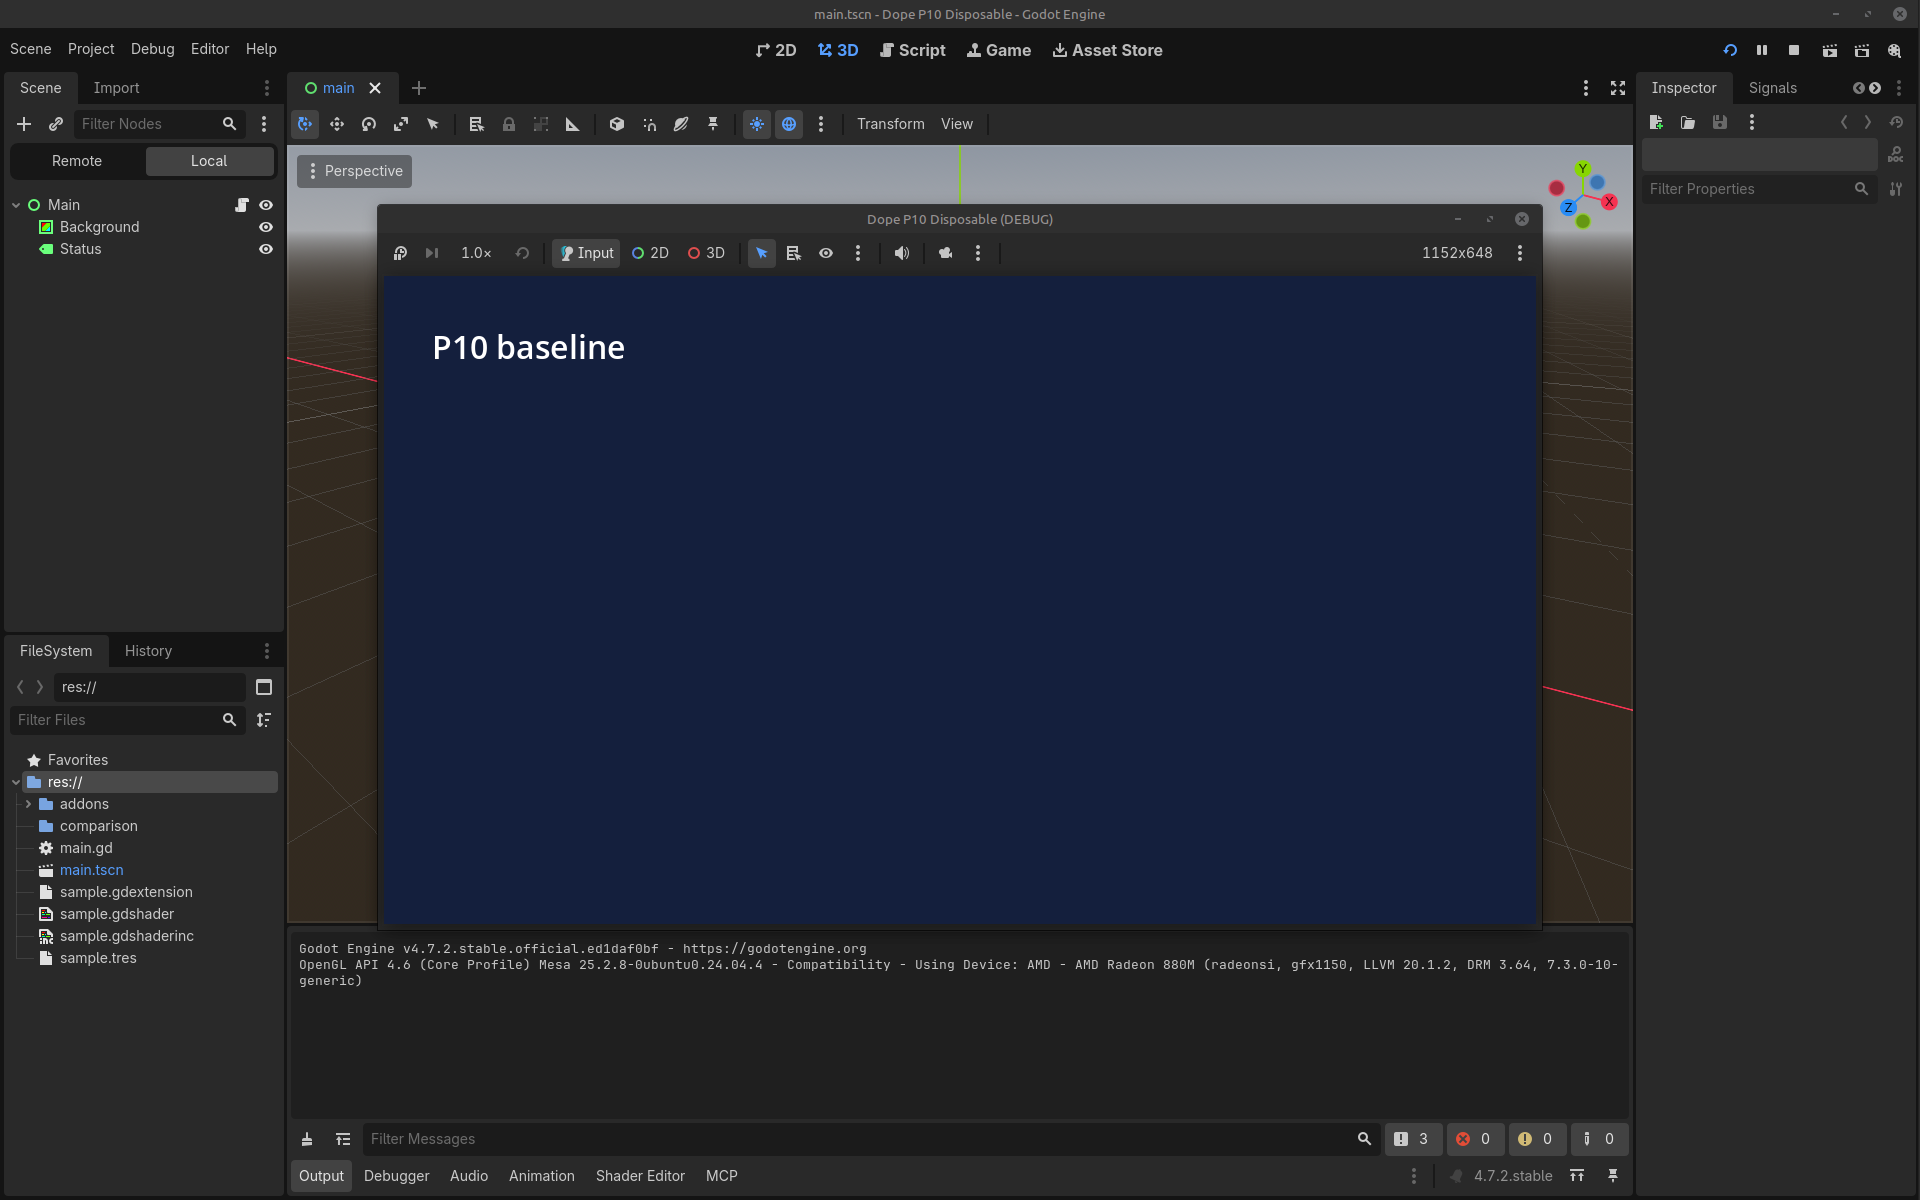 main.tscn - Dope P10 Disposable - Godot Engine
Scene Project Debug Editor Help
2D 3D Script Game Asset Store
Scene Import
main
Inspector Signals
Filter Nodes
Transform View
Remote Local
Perspective
Y
X
Z
DOC
Filter Properties
Main
Background
Status
Dope P10 Disposable (DEBUG)
1.0× Input 2D 3D 1152x648
P10 baseline
FileSystem History
res://
Filter Files
Favorites
res://
addons
comparison
main.gd
main.tscn
sample.gdextension
sample.gdshader
sample.gdshaderinc
sample.tres
Godot Engine v4.7.2.stable.official.ed1daf0bf - https://godotengine.org
OpenGL API 4.6 (Core Profile) Mesa 25.2.8-0ubuntu0.24.04.4 - Compatibility - Using Device: AMD - AMD Radeon 880M (radeonsi, gfx1150, LLVM 20.1.2, DRM 3.64, 7.3.0-10-
generic)
Filter Messages 3 0 0 0
Output Debugger Audio Animation Shader Editor MCP 4.7.2.stable